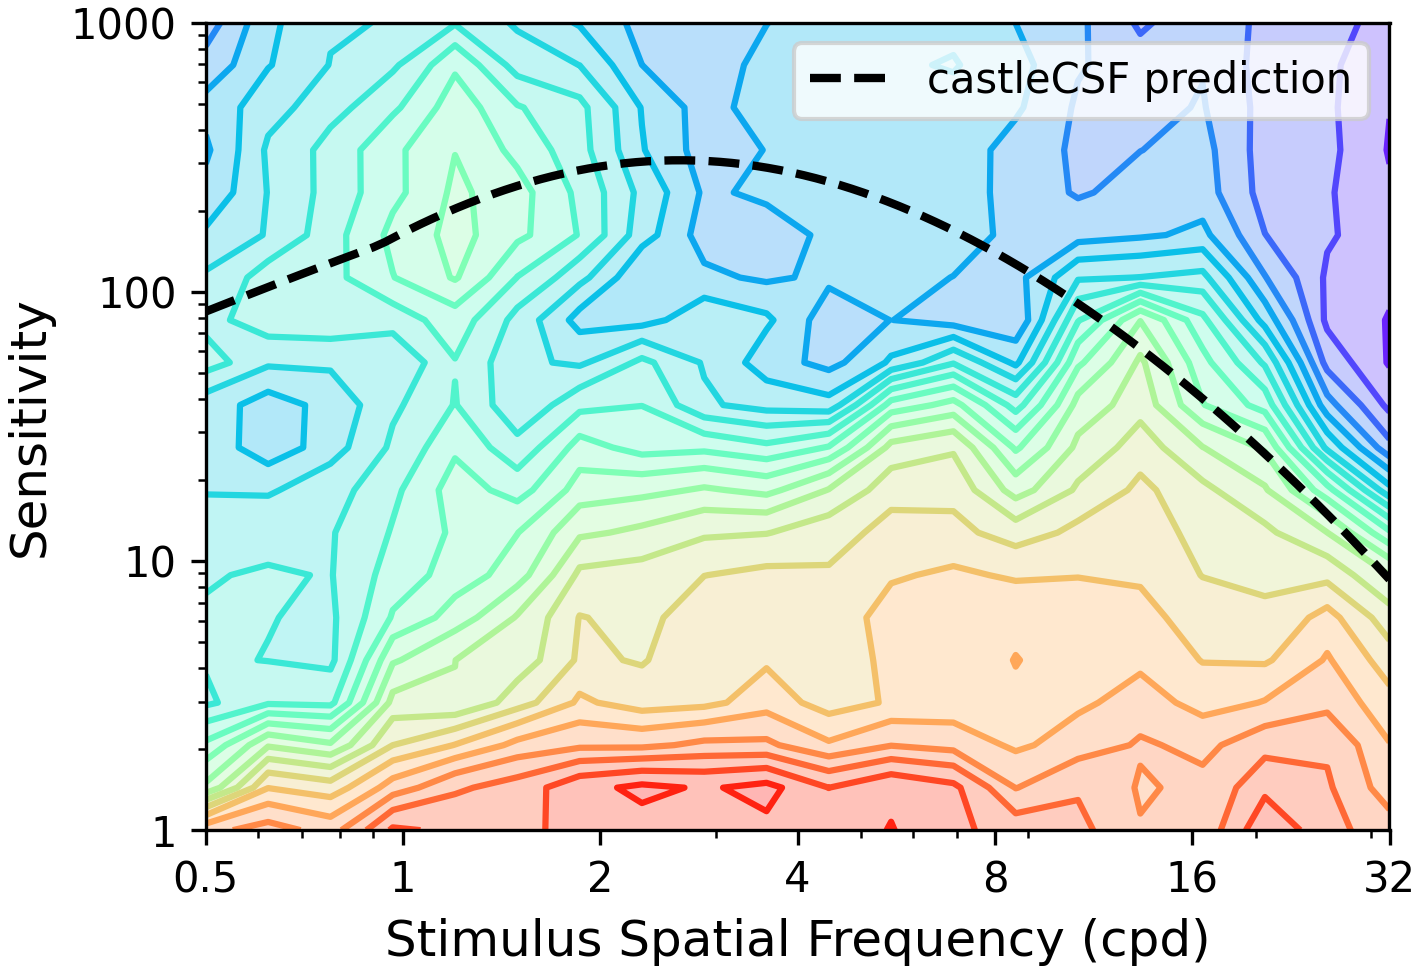 castleCSF prediction
1000
100
10
1
Sensitivity
0.5 1 2 4 8 16 32
Stimulus Spatial Frequency (cpd)